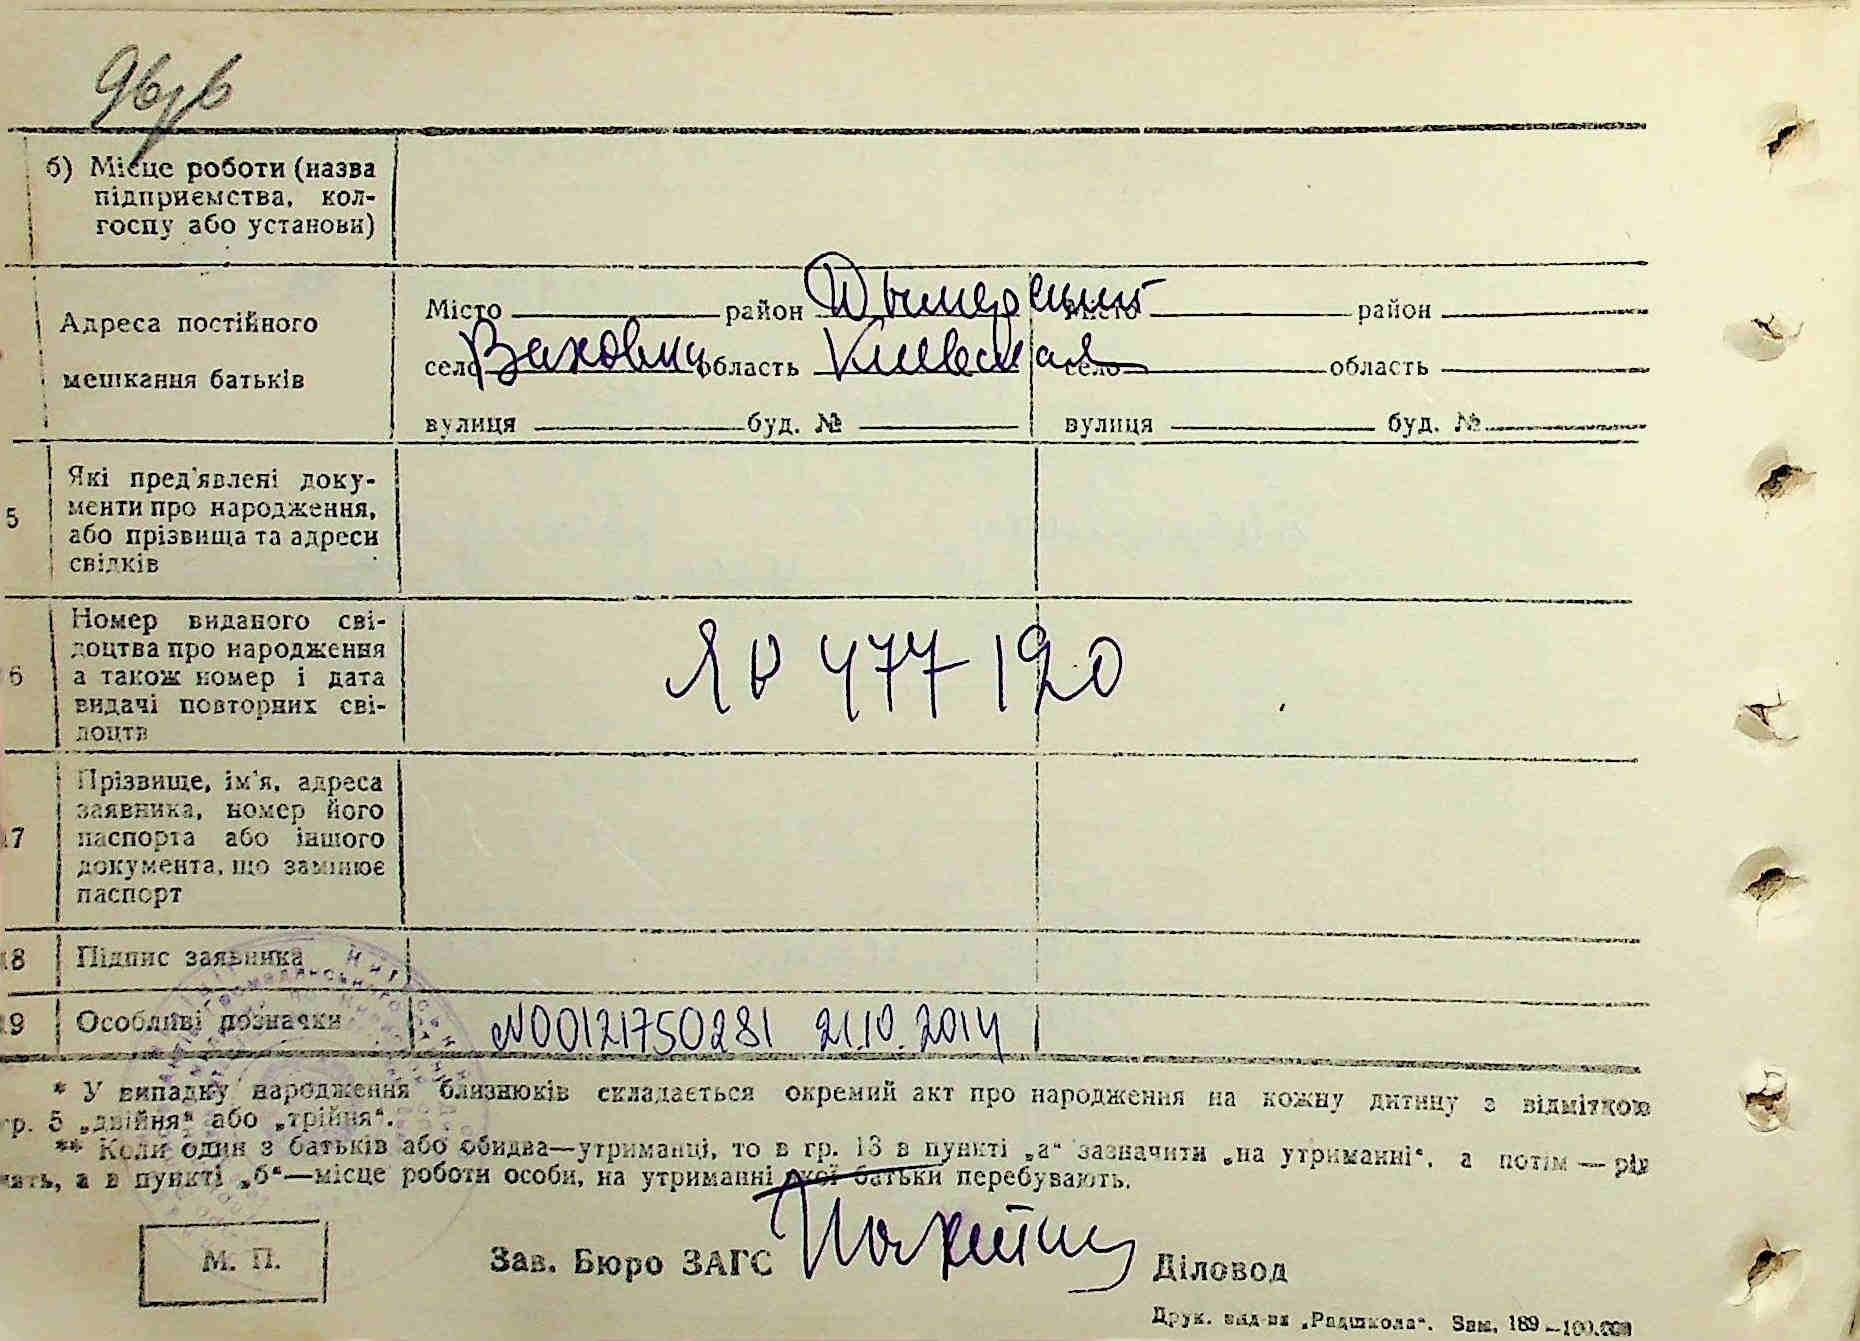 б) Місце роботи (назва
підприємства, кол-
госпу або установи)
Адреса постійного
мешкання батьків
Місто район Дымерский місто район
село Вахівка область Киевская село область
вулиця буд. № вулиця буд. №
5 Які пред'явлені доку-
менти про народження,
або прізвища та адреси
свідків
6 Номер виданого сві-
доцтва про народження
а також номер і дата
видачі повторних сві-
доцтв
ЯЮ 477120
17 Прізвище, ім'я, адреса
заявника, номер його
паспорта або іншого
документа, що замінює
паспорт
18 Підпис заявника
19 Особливі позначки
N00121750281 21.10.2014
* У випадку народження близнюків складається окремий акт про народження на кожну дитину з відміткою
гр. 5 „двійня“ або „трійня“.
** Коли один з батьків або обидва—утриманці, то в гр. 13 в пункті „а“ зазначити „на утриманні“, а потім —
а в пункті „б“—місце роботи особи, на утриманні якої батьки перебувають.
М. П.
Зав. Бюро ЗАГС
Діловод
Друк. вид-ва „Радшкола“. Зам. 189—100.000